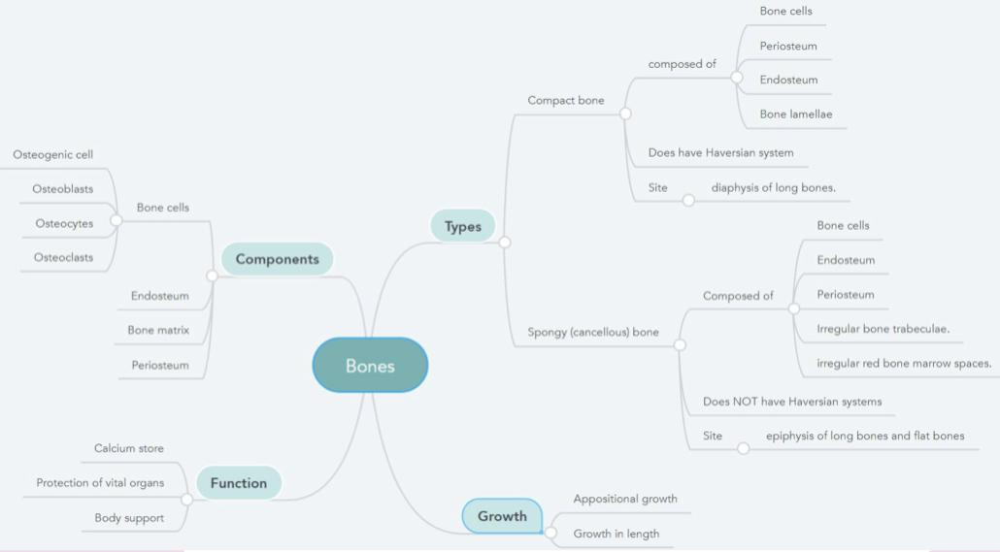 Bones
Types
Compact bone
composed of
Bone cells
Periosteum
Endosteum
Bone lamellae
Does have Haversian system
Site
diaphysis of long bones.
Spongy (cancellous) bone
Composed of
Bone cells
Endosteum
Periosteum
Irregular bone trabeculae.
irregular red bone marrow spaces.
Does NOT have Haversian systems
Site
epiphysis of long bones and flat bones
Growth
Appositional growth
Growth in length
Components
Bone cells
Osteogenic cell
Osteoblasts
Osteocytes
Osteoclasts
Endosteum
Bone matrix
Periosteum
Function
Calcium store
Protection of vital organs
Body support